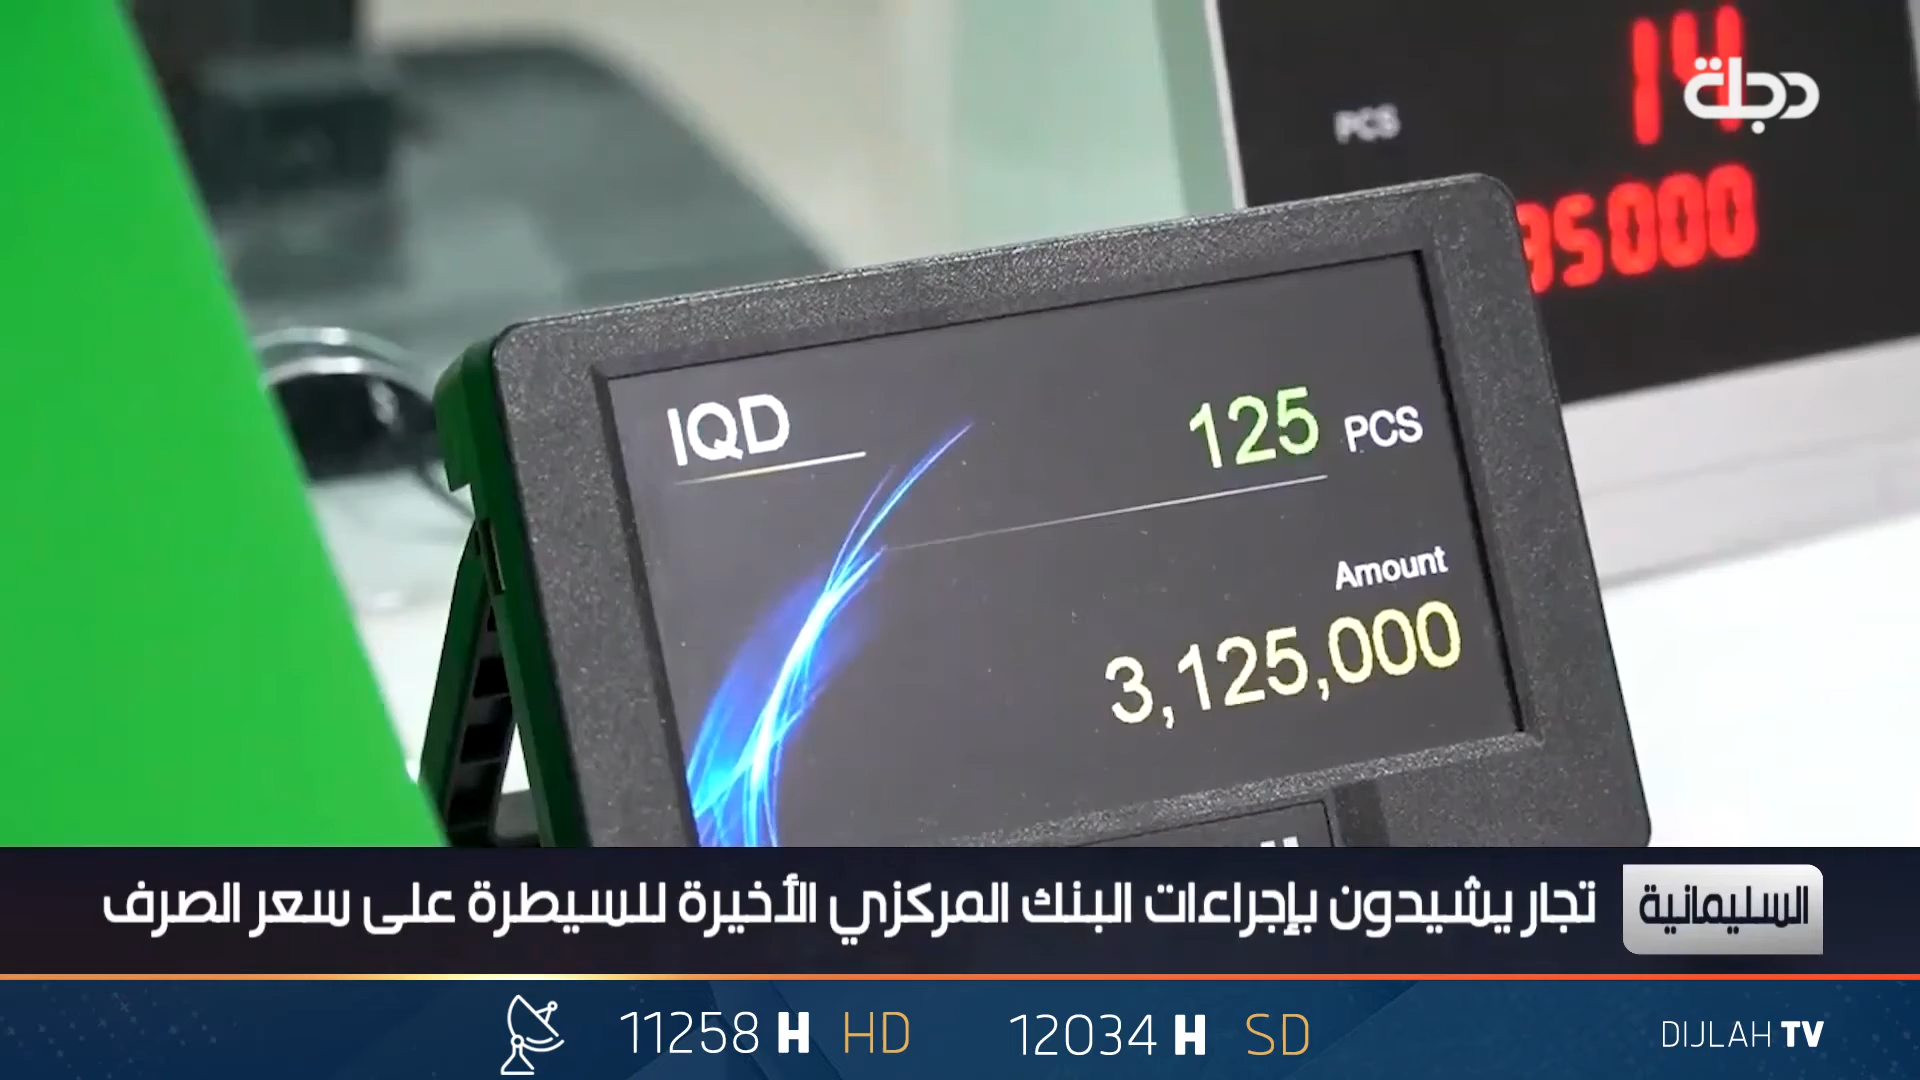 14
دجلة
PCS
95000
IQD
125 PCS
Amount
3,125,000
السليمانية
تجار يشيدون بإجراءات البنك المركزي الأخيرة للسيطرة على سعر الصرف
11258 H HD 12034 H SD
DIJLAH TV